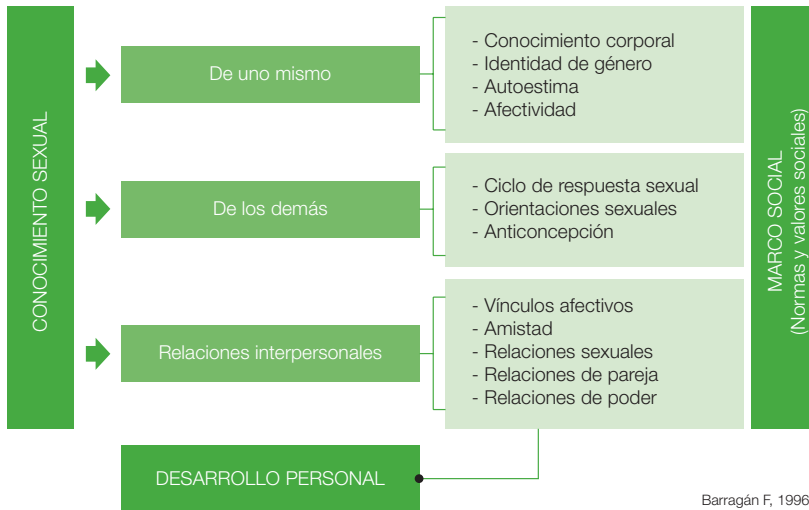 CONOCIMIENTO SEXUAL
De uno mismo
- Conocimiento corporal
- Identidad de género
- Autoestima
- Afectividad
De los demás
- Ciclo de respuesta sexual
- Orientaciones sexuales
- Anticoncepción
Relaciones interpersonales
- Vínculos afectivos
- Amistad
- Relaciones sexuales
- Relaciones de pareja
- Relaciones de poder
MARCO SOCIAL
(Normas y valores sociales)
DESARROLLO PERSONAL
Barragán F, 1996